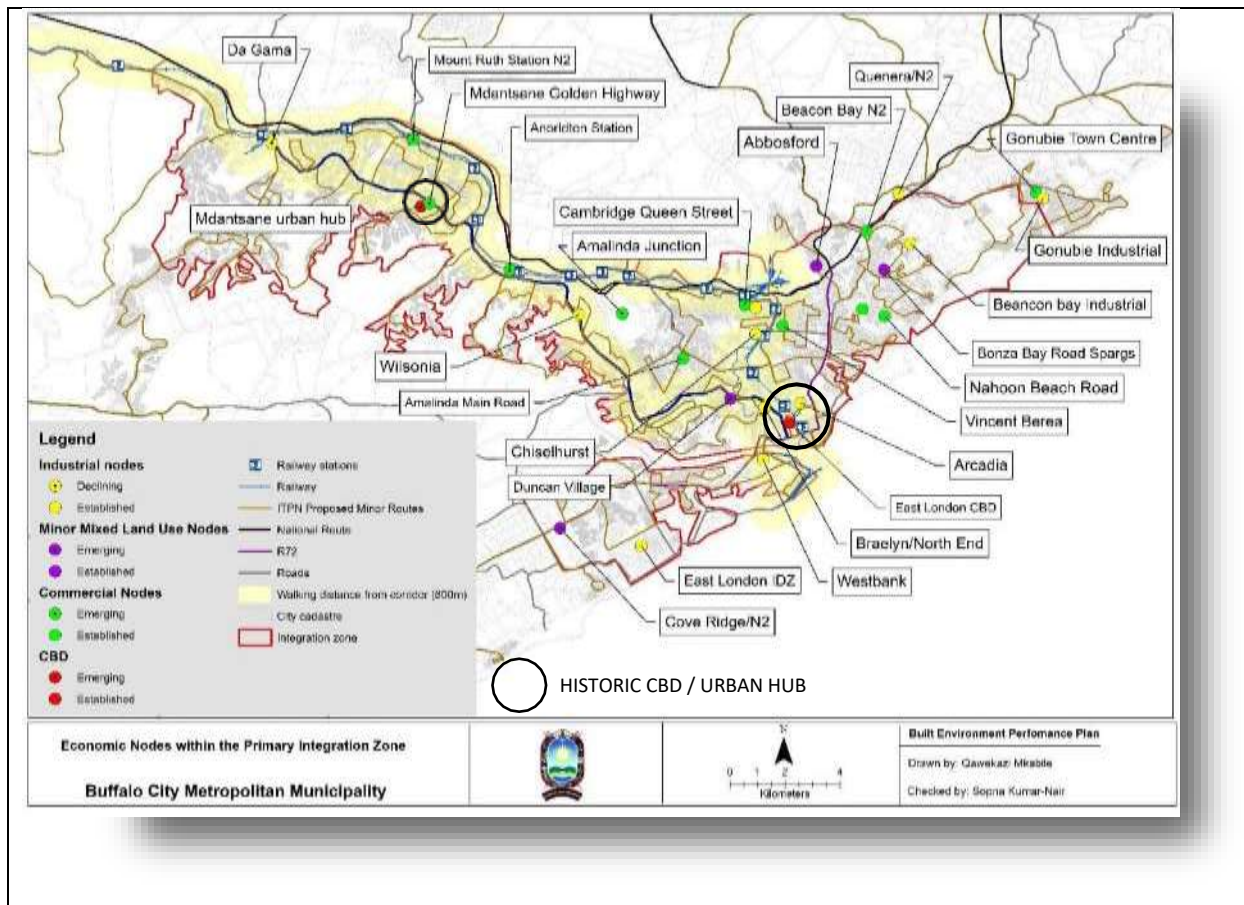 Da Gama
Mount Ruth Station N2
Mdantsane Golden Highway
Quenera/N2
Beacon Bay N2
Station
Abbosford
Gonubie Town Centre
Mdantsane urban hub
Cambridge Queen Street
Amalinda Junction
Gonubie Industrial
Beancon bay Industrial
Wilsonia
Bonza Bay Road Spargs
Nahoon Beach Road
Amalinda Main Road
Vincent Berea
Chiselhurst
Arcadia
Duncan Village
East London CBD
Braelyn/North End
East London IDZ
Westbank
Cove Ridge/N2
Legend
Industrial nodes
Declining
Established
Minor Mixed Land Use Nodes
Emerging
Established
Commercial Nodes
Emerging
Established
CBD
Emerging
Established
Railway stations
Railway
ITPN Proposed Minor Routes
National Route
R72
Roads
Walking distance from corridor (800m)
City cadastre
Integration zone
HISTORIC CBD / URBAN HUB
Economic Nodes within the Primary Integration Zone
Buffalo City Metropolitan Municipality
N
0 1 2 4
Kilometers
Built Environment Perfomance Plan
Drawn by: Qawekazi Mkabile
Checked by: Sopna Kumar-Nair